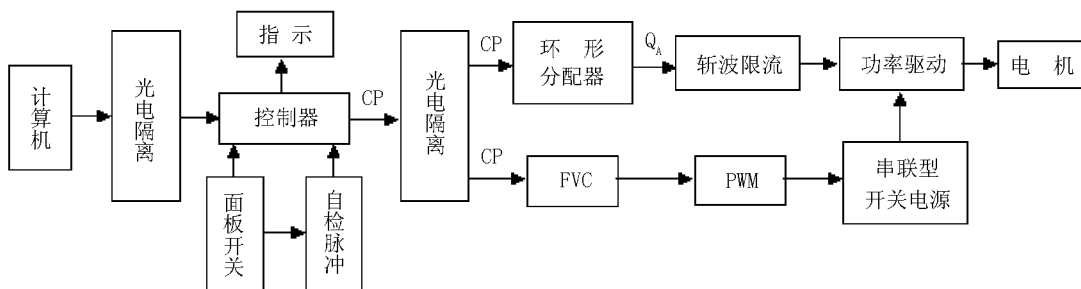 计算机
光电隔离
指 示
控制器
CP
面板开关
自检脉冲
光电隔离
CP
环 形
分配器
Q_A
斩波限流
功率驱动
电 机
CP
FVC
PWM
串联型
开关电源